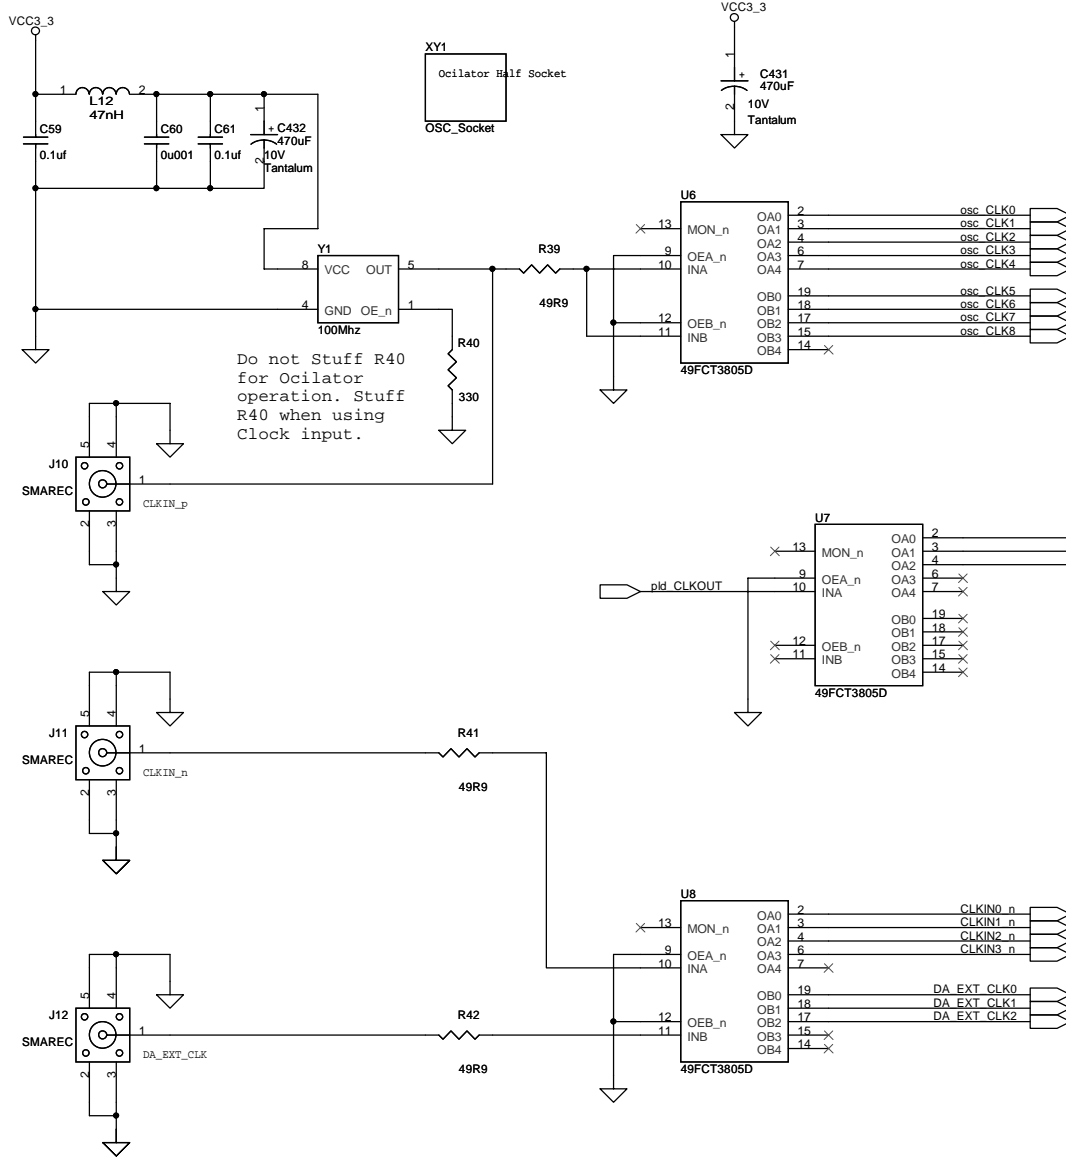 VCC3_3
VCC3_3
XY1
Ocilator Half Socket
OSC_Socket
1
+
C431
470uF
2
10V
Tantalum
1
L12
2
47nH
C59
0.1uf
C60
0u001
C61
0.1uf
1
+
C432
470uF
2
10V
Tantalum
Y1
8
VCC
OUT
5
4
GND
OE_n
1
100Mhz
R39
49R9
R40
330
Do not Stuff R40
for Ocilator
operation. Stuff
R40 when using
Clock input.
U6
13
MON_n
9
OEA_n
10
INA
12
OEB_n
11
INB
OA0
2
osc_CLK0
OA1
3
osc_CLK1
OA2
4
osc_CLK2
OA3
6
osc_CLK3
OA4
7
osc_CLK4
OB0
19
osc_CLK5
OB1
18
osc_CLK6
OB2
17
osc_CLK7
OB3
15
osc_CLK8
OB4
14
49FCT3805D
5
4
J10
SMAREC
1
CLKIN_p
2
3
U7
13
MON_n
9
OEA_n
pld_CLKOUT
10
INA
12
OEB_n
11
INB
OA0
2
OA1
3
OA2
4
OA3
6
OA4
7
OB0
19
OB1
18
OB2
17
OB3
15
OB4
14
49FCT3805D
5
4
J11
SMAREC
1
CLKIN_n
2
3
R41
49R9
U8
13
MON_n
9
OEA_n
10
INA
12
OEB_n
11
INB
OA0
2
CLKIN0_n
OA1
3
CLKIN1_n
OA2
4
CLKIN2_n
OA3
6
CLKIN3_n
OA4
7
OB0
19
DA_EXT_CLK0
OB1
18
DA_EXT_CLK1
OB2
17
DA_EXT_CLK2
OB3
15
OB4
14
49FCT3805D
5
4
J12
SMAREC
1
DA_EXT_CLK
2
3
R42
49R9